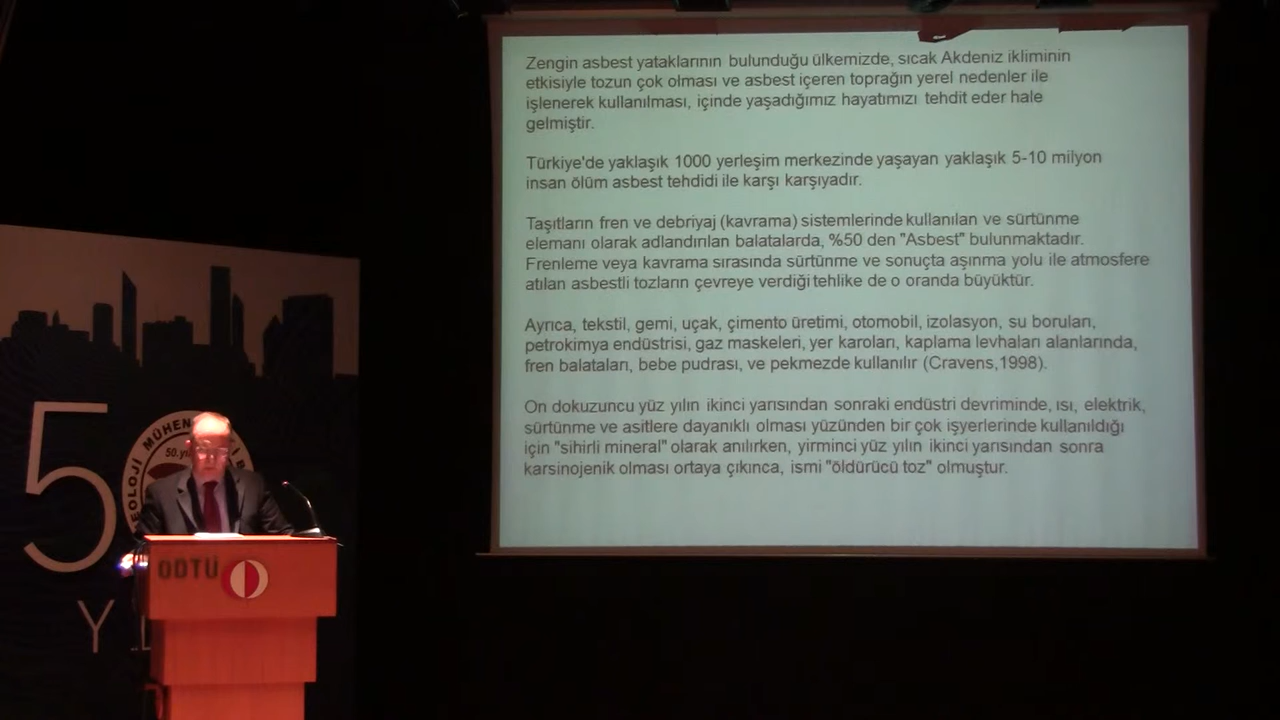 Zengin asbest yataklarının bulunduğu ülkemizde, sıcak Akdeniz ikliminin
etkisiyle tozun çok olması ve asbest içeren toprağın yerel nedenler ile
işlenerek kullanılması, içinde yaşadığımız hayatımızı tehdit eder hale
gelmiştir.
Türkiye'de yaklaşık 1000 yerleşim merkezinde yaşayan yaklaşık 5-10 milyon
insan ölüm asbest tehdidi ile karşı karşıyadır.
Taşıtların fren ve debriyaj (kavrama) sistemlerinde kullanılan ve sürtünme
elemanı olarak adlandırılan balatalarda, %50 den "Asbest" bulunmaktadır.
Frenleme veya kavrama sırasında sürtünme ve sonuçta aşınma yolu ile atmosfere
atılan asbestli tozların çevreye verdiği tehlike de o oranda büyüktür.
Ayrıca, tekstil, gemi, uçak, çimento üretimi, otomobil, izolasyon, su boruları,
petrokimya endüstrisi, gaz maskeleri, yer karoları, kaplama levhaları alanlarında,
fren balataları, bebe pudrası, ve pekmezde kullanılır (Cravens,1998).
On dokuzuncu yüz yılın ikinci yarısından sonraki endüstri devriminde, ısı, elektrik,
sürtünme ve asitlere dayanıklı olması yüzünden bir çok işyerlerinde kullanıldığı
için "sihirli mineral" olarak anılırken, yirminci yüz yılın ikinci yarısından sonra
karsinojenik olması ortaya çıkınca, ismi "öldürücü toz" olmuştur.
50
EOLOJİ MÜHEN
50.yı
Y
ODTÜ